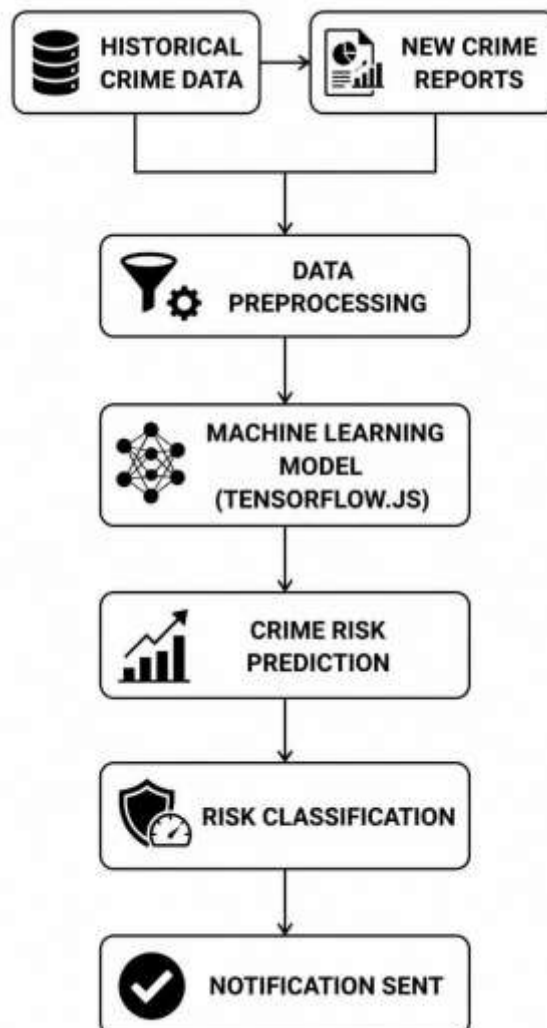 HISTORICAL
CRIME DATA
NEW CRIME
REPORTS
DATA
PREPROCESSING
MACHINE LEARNING
MODEL
(TENSORFLOW.JS)
CRIME RISK
PREDICTION
RISK CLASSIFICATION
NOTIFICATION SENT